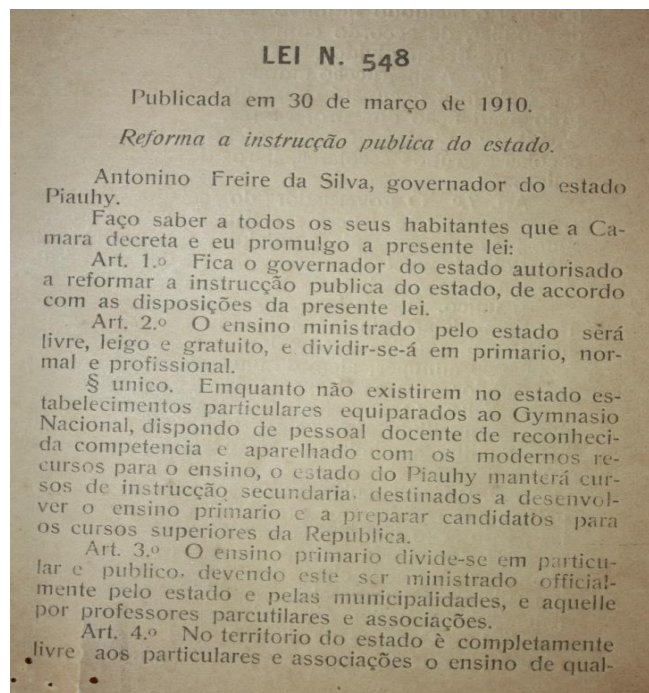 LEI N. 548
Publicada em 30 de março de 1910.
Reforma a instrucção publica do estado.
Antonino Freire da Silva, governador do estado
Piauhy.
Faço saber a todos os seus habitantes que a Ca-
mara decreta e eu promulgo a presente lei:
Art. 1.º Fica o governador do estado autorisado
a reformar a instrucção publica do estado, de accordo
com as disposições da presente lei.
Art. 2.º O ensino ministrado pelo estado sêrá
livre, leigo e gratuito, e dividir-se-á em primario, nor-
mal e profissional.
§ unico. Emquanto não existirem no estado es-
tabelecimentos particulares equiparados ao Gymnasio
Nacional, dispondo de pessoal docente de reconheci-
da competencia e aparelhado com os modernos re-
cursos para o ensino, o estado do Piauhy manterá cur-
sos de instrucção secundaria destinados a desenvol-
ver o ensino primario e a preparar candidatos para
os cursos superiores da Republica.
Art. 3.º O ensino primario divide-se em particu-
lar e publico, devendo este ser ministrado official-
mente pelo estado e pelas municipalidades, e aquelle
por professores parcutilares e associações.
Art. 4.º No territorio do estado è completamente
livre aos particulares e associações o ensino de qual-